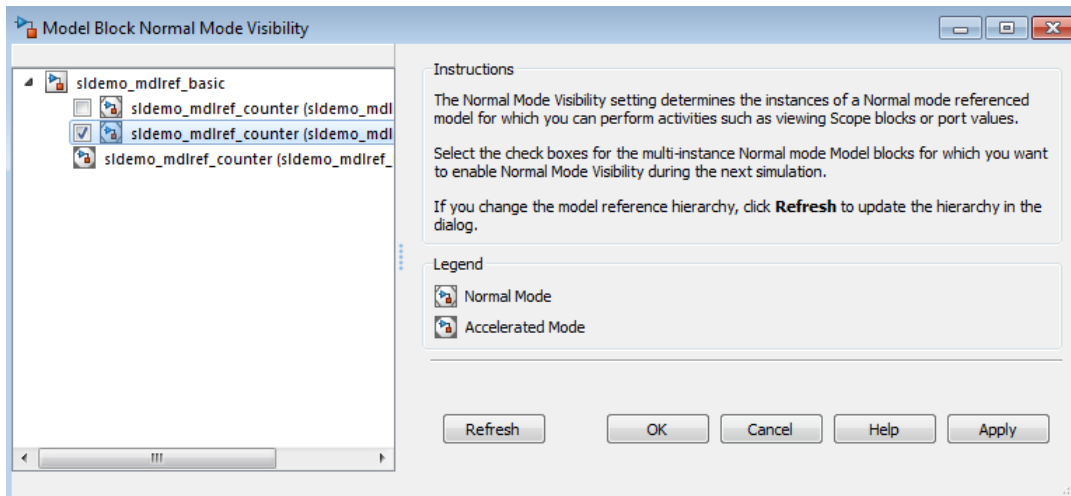 Model Block Normal Mode Visibility
sldemo_mdlref_basic
sldemo_mdlref_counter (sldemo_mdl
sldemo_mdlref_counter (sldemo_mdl
sldemo_mdlref_counter (sldemo_mdlref_
Instructions
The Normal Mode Visibility setting determines the instances of a Normal mode referenced
model for which you can perform activities such as viewing Scope blocks or port values.
Select the check boxes for the multi-instance Normal mode Model blocks for which you want
to enable Normal Mode Visibility during the next simulation.
If you change the model reference hierarchy, click Refresh to update the hierarchy in the
dialog.
Legend
Normal Mode
Accelerated Mode
Refresh OK Cancel Help Apply